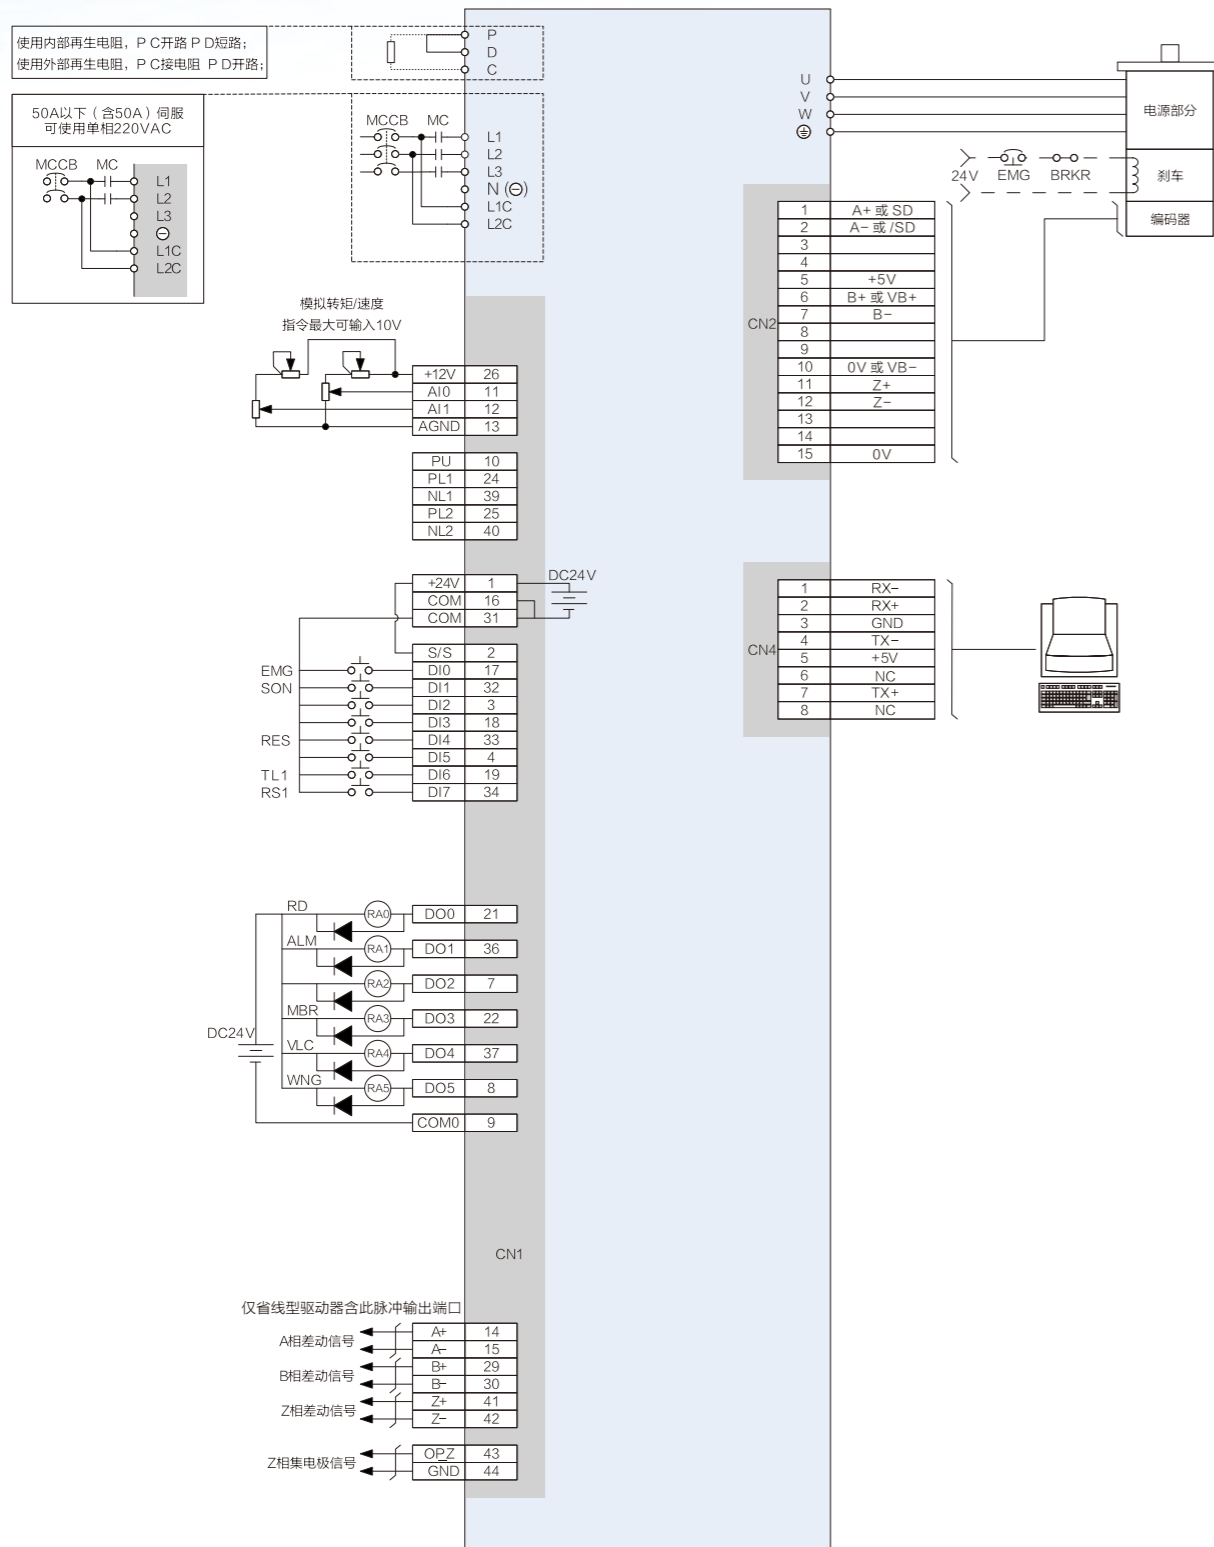 使用内部再生电阻，P C开路 P D短路；
使用外部再生电阻，P C接电阻 P D开路；
P
D
C
50A以下（含50A）伺服
可使用单相220VAC
MCCB MC
L1
L2
L3
⊖
L1C
L2C
MCCB MC
L1
L2
L3
N (⊖)
L1C
L2C
U
V
W
电源部分
24V EMG BRKR
刹车
编码器
CN2
1 A+ 或 SD
2 A− 或 /SD
3
4
5 +5V
6 B+ 或 VB+
7 B−
8
9
10 0V 或 VB−
11 Z+
12 Z−
13
14
15 0V
模拟转矩/速度
指令最大可输入10V
+12V 26
AI0 11
AI1 12
AGND 13
PU 10
PL1 24
NL1 39
PL2 25
NL2 40
DC24V
+24V 1
COM 16
COM 31
S/S 2
EMG DI0 17
SON DI1 32
DI2 3
DI3 18
RES DI4 33
DI5 4
TL1 DI6 19
RS1 DI7 34
CN4
1 RX−
2 RX+
3 GND
4 TX−
5 +5V
6 NC
7 TX+
8 NC
DC24V
RD RA0 DO0 21
ALM RA1 DO1 36
RA2 DO2 7
MBR RA3 DO3 22
VLC RA4 DO4 37
WNG RA5 DO5 8
COM0 9
CN1
仅省线型驱动器含此脉冲输出端口
A相差动信号
A+ 14
A− 15
B相差动信号
B+ 29
B− 30
Z相差动信号
Z+ 41
Z− 42
Z相集电极信号
OP_Z 43
GND 44